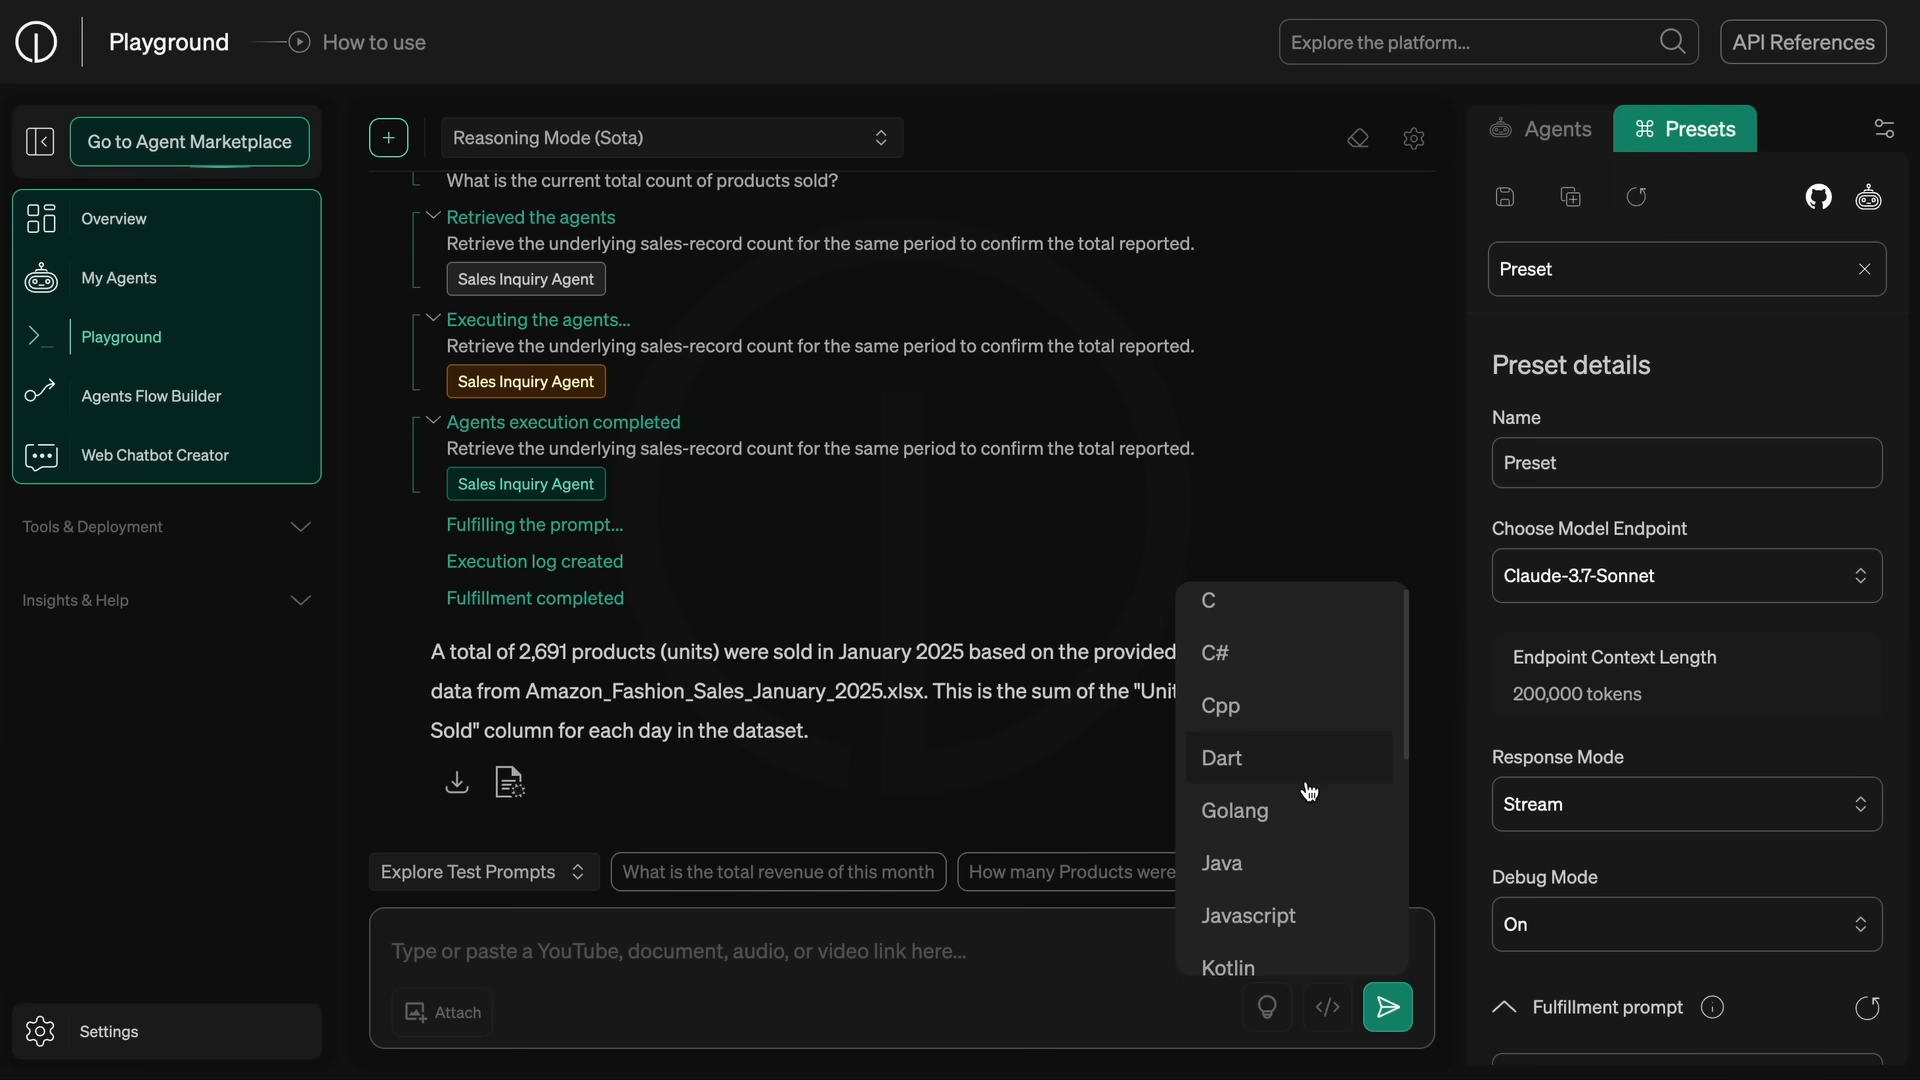 Playground
How to use
Explore the platform...
API References
Go to Agent Marketplace
Overview
My Agents
Playground
Agents Flow Builder
Web Chatbot Creator
Tools & Deployment
Insights & Help
Settings
Reasoning Mode (Sota)
What is the current total count of products sold?
Retrieved the agents
Retrieve the underlying sales-record count for the same period to confirm the total reported.
Sales Inquiry Agent
Executing the agents...
Retrieve the underlying sales-record count for the same period to confirm the total reported.
Sales Inquiry Agent
Agents execution completed
Retrieve the underlying sales-record count for the same period to confirm the total reported.
Sales Inquiry Agent
Fulfilling the prompt...
Execution log created
Fulfillment completed
A total of 2,691 products (units) were sold in January 2025 based on the provided
data from Amazon_Fashion_Sales_January_2025.xlsx. This is the sum of the "Unit
Sold" column for each day in the dataset.
C
C#
Cpp
Dart
Golang
Java
Javascript
Kotlin
Explore Test Prompts
What is the total revenue of this month
How many Products were
Type or paste a YouTube, document, audio, or video link here...
Attach
Agents
Presets
Preset
Preset details
Name
Preset
Choose Model Endpoint
Claude-3.7-Sonnet
Endpoint Context Length
200,000 tokens
Response Mode
Stream
Debug Mode
On
Fulfillment prompt